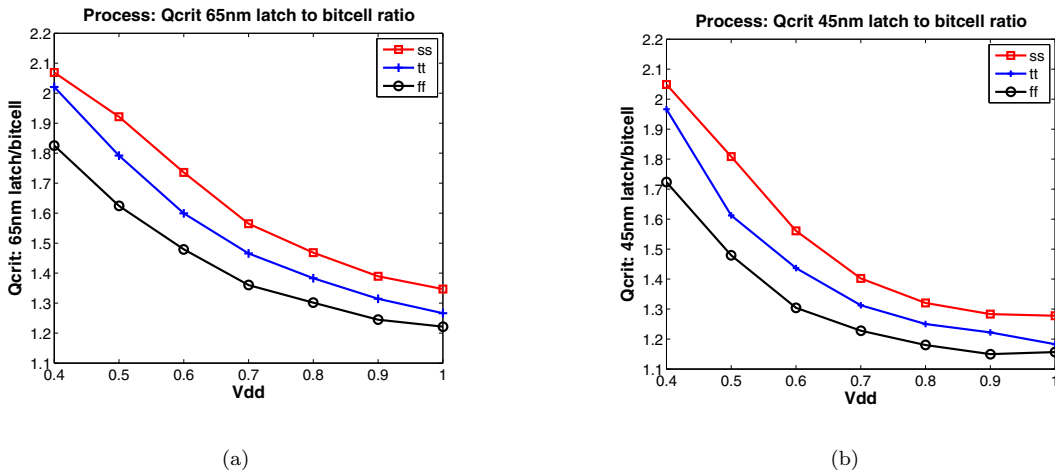 Process: Qcrit 65nm latch to bitcell ratio
2.2
2.1
2
1.9
1.8
1.7
1.6
1.5
1.4
1.3
1.2
1.1
0.4 0.5 0.6 0.7 0.8 0.9 1
Vdd
Qcrit: 65nm latch/bitcell
ss
tt
ff
(a)
Process: Qcrit 45nm latch to bitcell ratio
2.2
2.1
2
1.9
1.8
1.7
1.6
1.5
1.4
1.3
1.2
1.1
0.4 0.5 0.6 0.7 0.8 0.9 1
Vdd
Qcrit: 45nm latch/bitcell
ss
tt
ff
(b)